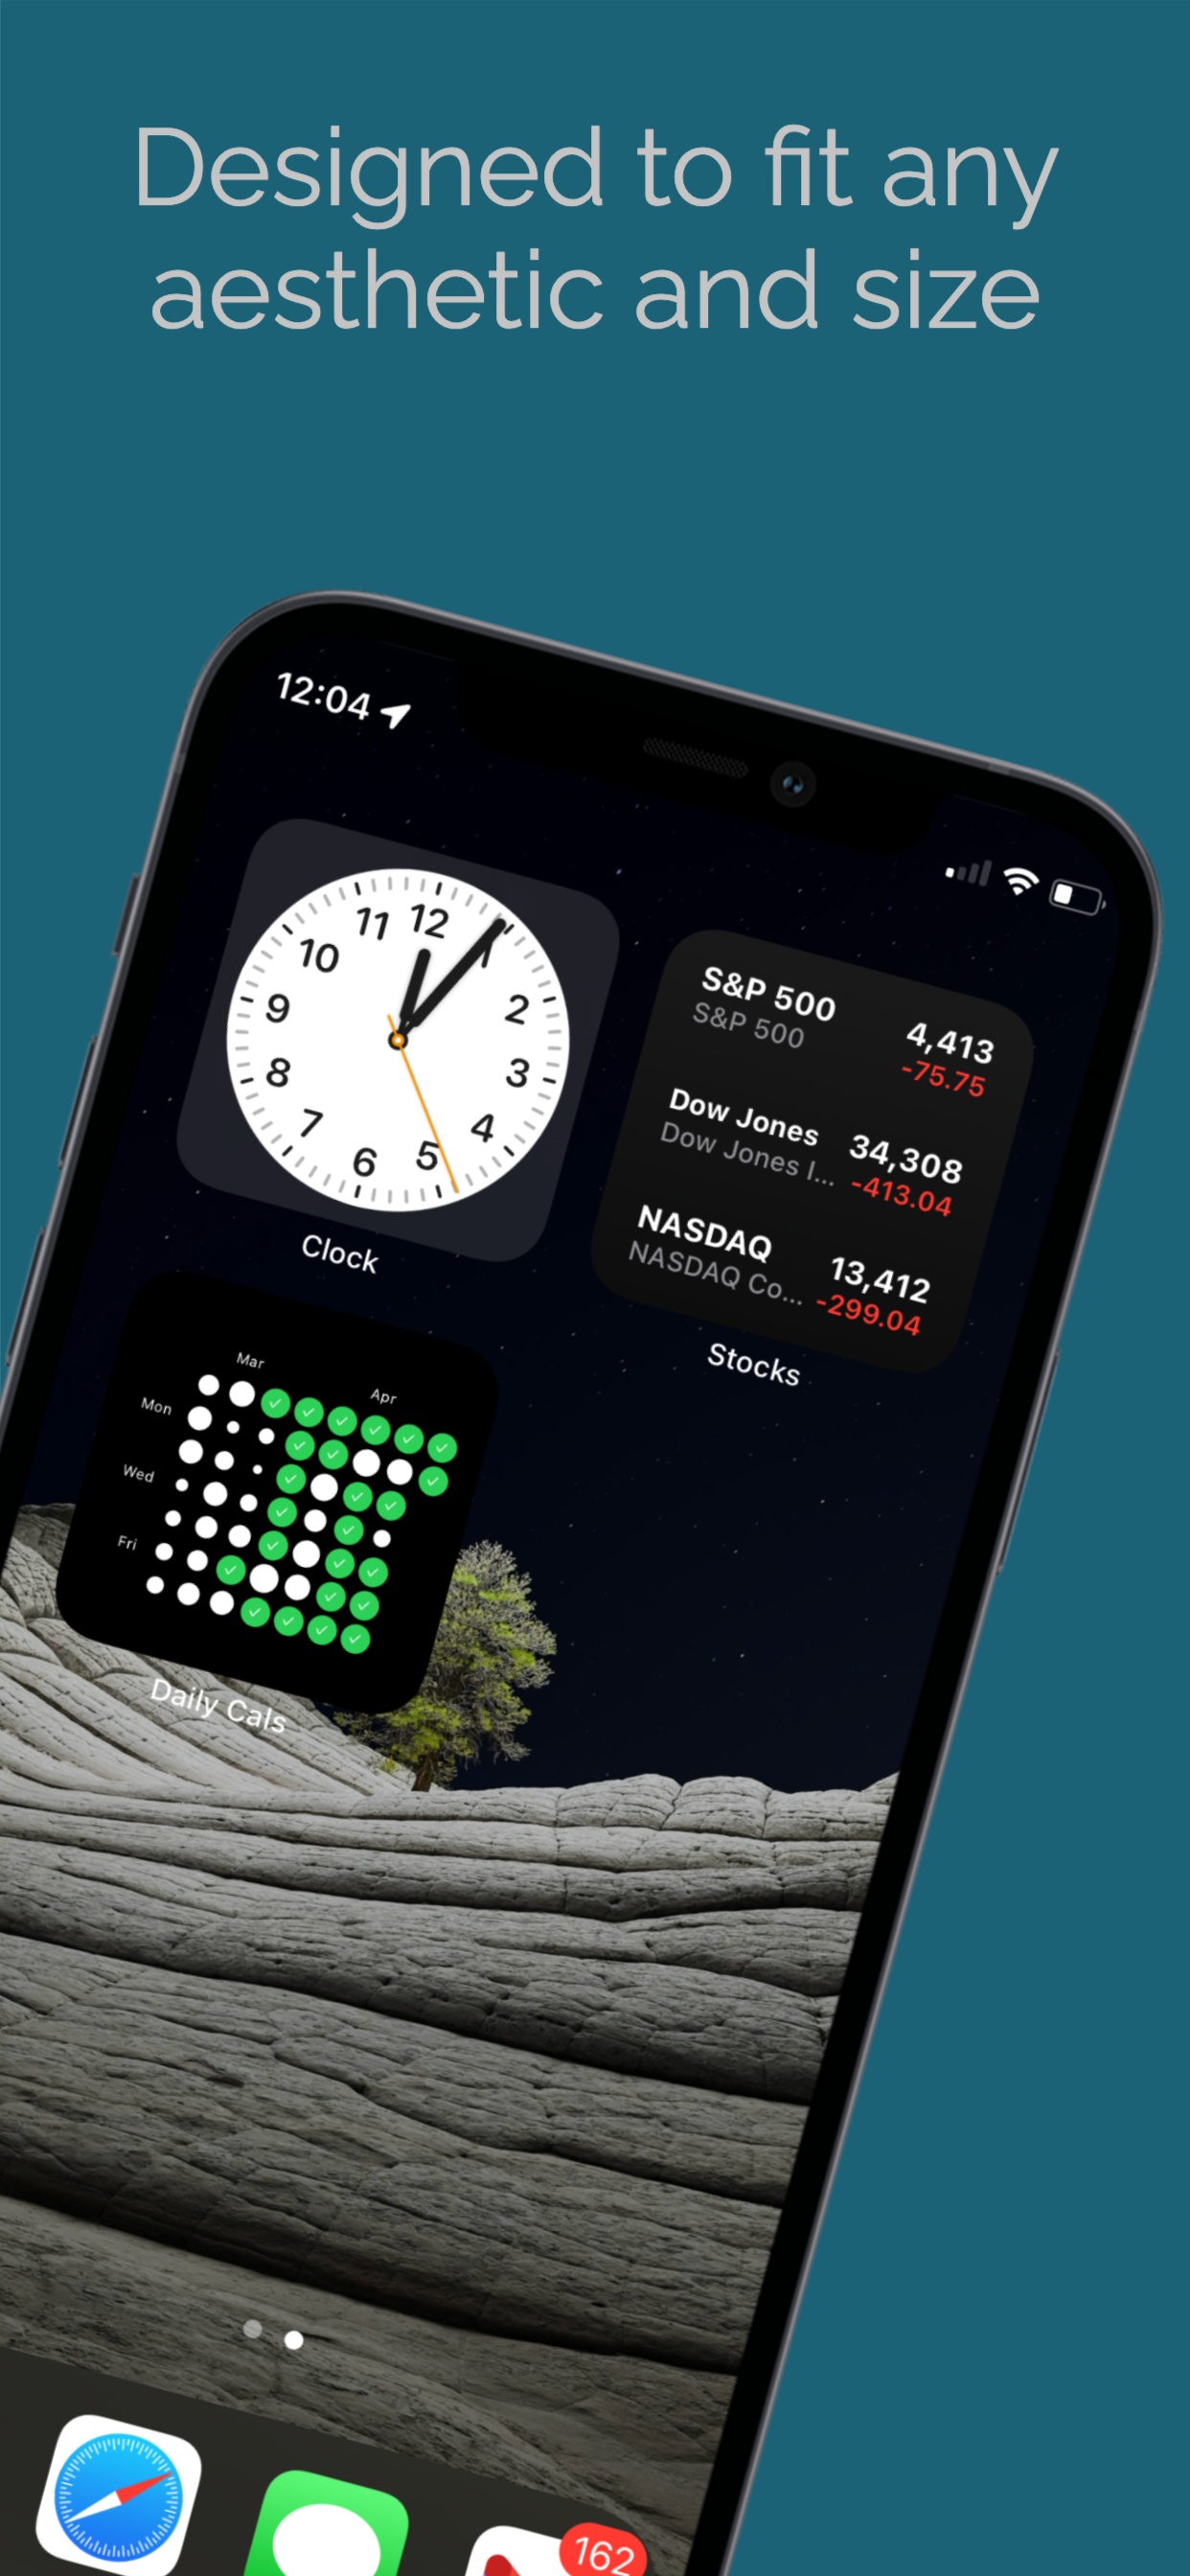 Designed to fit any
aesthetic and size
12:04
11 12 1
10 2
9 3
8 4
7 6 5
Clock
S&P 500 4,413
S&P 500 -75.75
Dow Jones 34,308
Dow Jones I... -413.04
NASDAQ 13,412
NASDAQ Co... -299.04
Stocks
Mar
Apr
Mon
Wed
Fri
Daily Cals
162